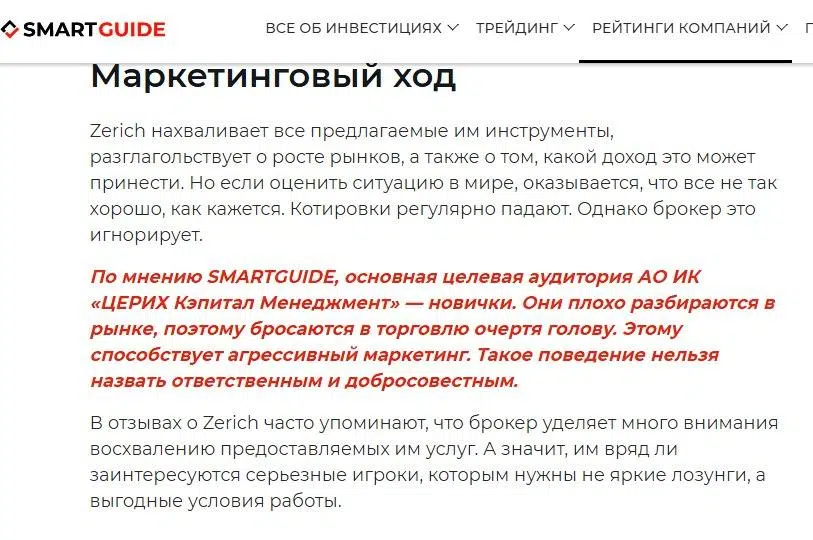 SMARTGUIDE
ВСЕ ОБ ИНВЕСТИЦИЯХ ТРЕЙДИНГ РЕЙТИНГИ КОМПАНИЙ
Маркетинговый ход
Zerich нахваливает все предлагаемые им инструменты,
разглагольствует о росте рынков, а также о том, какой доход это может
принести. Но если оценить ситуацию в мире, оказывается, что все не так
хорошо, как кажется. Котировки регулярно падают. Однако брокер это
игнорирует.
По мнению SMARTGUIDE, основная целевая аудитория АО ИК
«ЦЕРИХ Кэпитал Менеджмент» — новички. Они плохо разбираются в
рынке, поэтому бросаются в торговлю очертя голову. Этому
способствует агрессивный маркетинг. Такое поведение нельзя
назвать ответственным и добросовестным.
В отзывах о Zerich часто упоминают, что брокер уделяет много внимания
восхвалению предоставляемых им услуг. А значит, им вряд ли
заинтересуются серьезные игроки, которым нужны не яркие лозунги, а
выгодные условия работы.